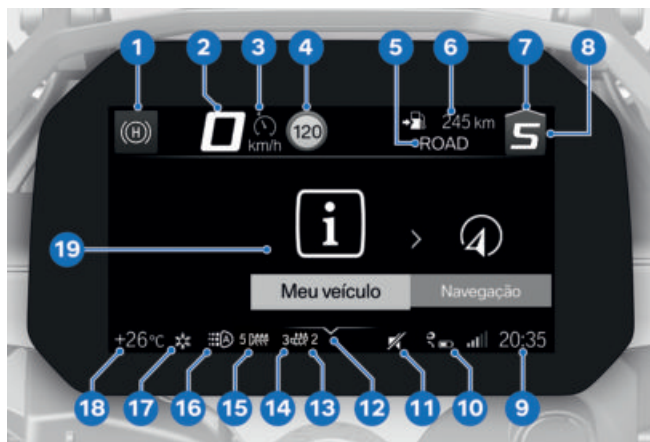 1 2 3 4 5 6 7 8
(H) 0 km/h 120 245 km S
ROAD
i
19
Meu veículo Navegação
+26°C A 5 3 2 20:35
18 17 16 15 14 13 12 11 10 9